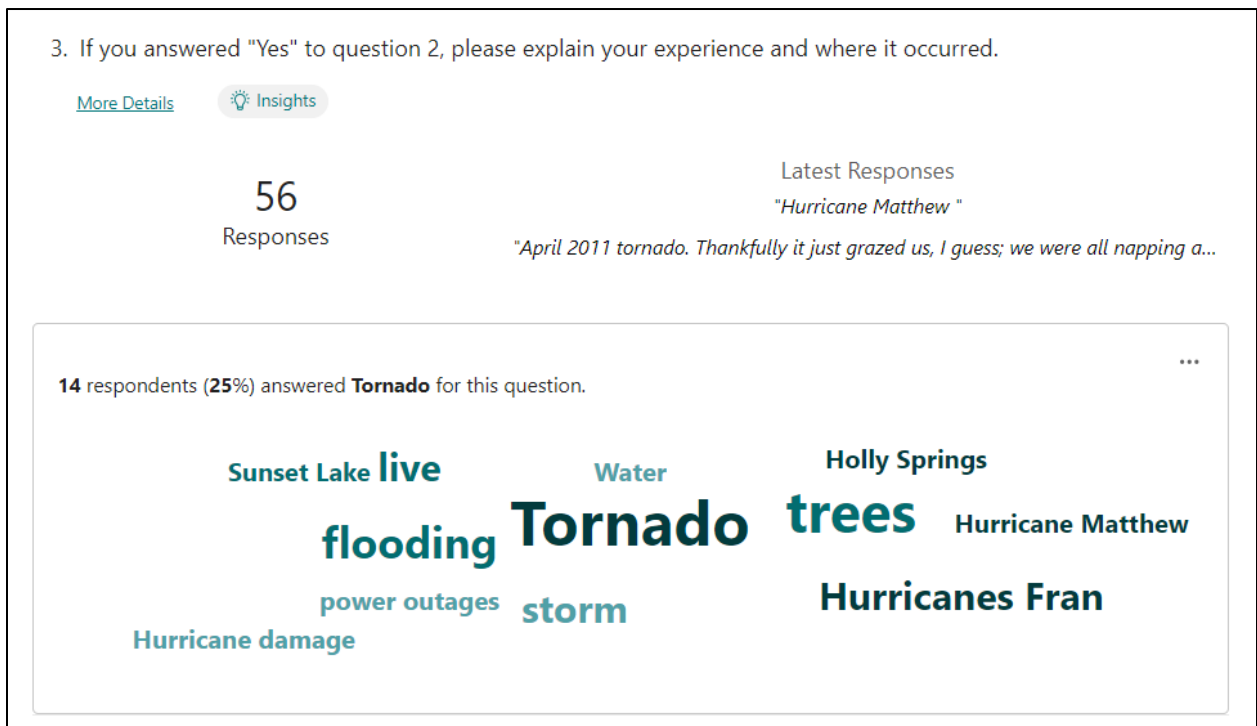 3. If you answered "Yes" to question 2, please explain your experience and where it occurred.
More Details
Insights
56
Responses
Latest Responses
"Hurricane Matthew "
"April 2011 tornado. Thankfully it just grazed us, I guess; we were all napping a...
...
14 respondents (25%) answered Tornado for this question.
Sunset Lake live
Water
Holly Springs
flooding
Tornado
trees
Hurricane Matthew
power outages
storm
Hurricanes Fran
Hurricane damage